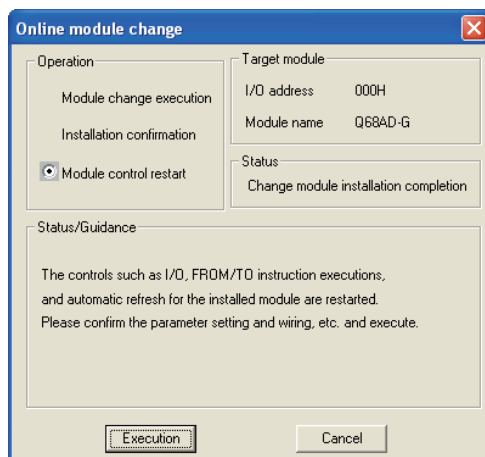 Online module change
Operation
Module change execution
Installation confirmation
Module control restart
Target module
I/O address 000H
Module name Q68AD-G
Status
Change module installation completion
Status/Guidance
The controls such as I/O, FROM/TO instruction executions,
and automatic refresh for the installed module are restarted.
Please confirm the parameter setting and wiring, etc. and execute.
Execution Cancel